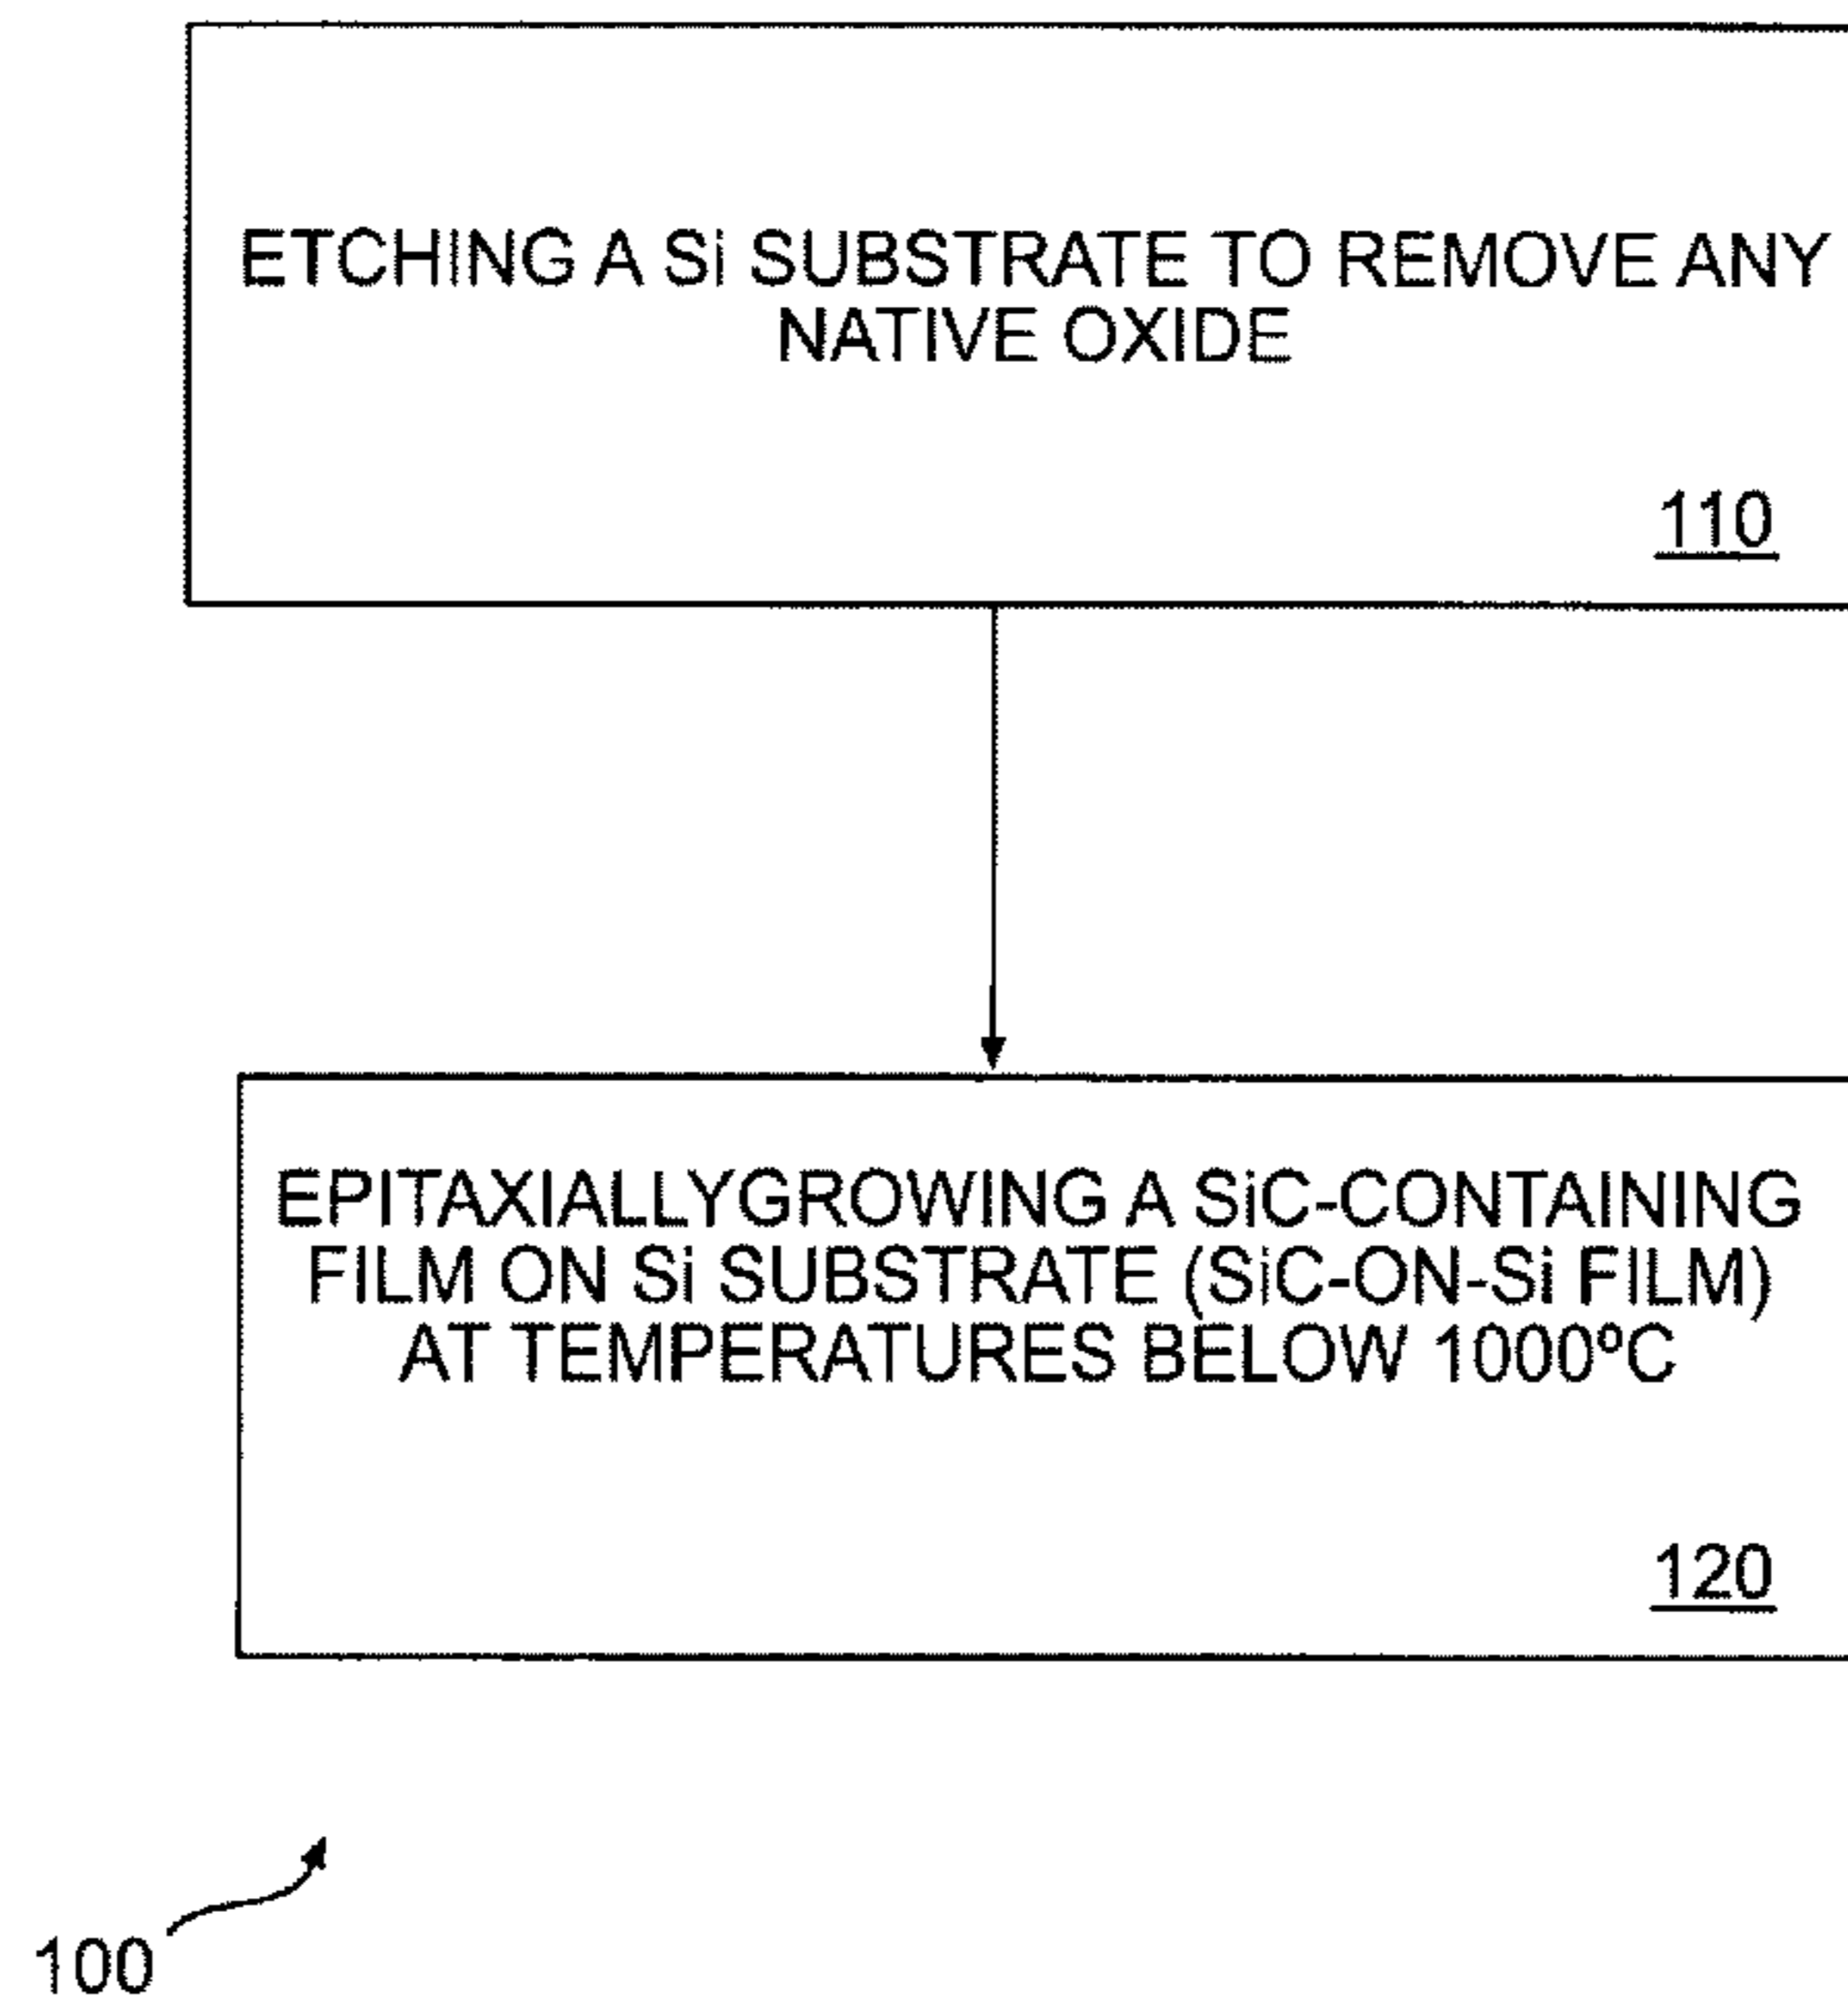 ETCHING A Si SUBSTRATE TO REMOVE ANY
NATIVE OXIDE
110
EPITAXIALLYGROWING A SiC-CONTAINING
FILM ON Si SUBSTRATE (SiC-ON-Si FILM)
AT TEMPERATURES BELOW 1000ºC
120
100